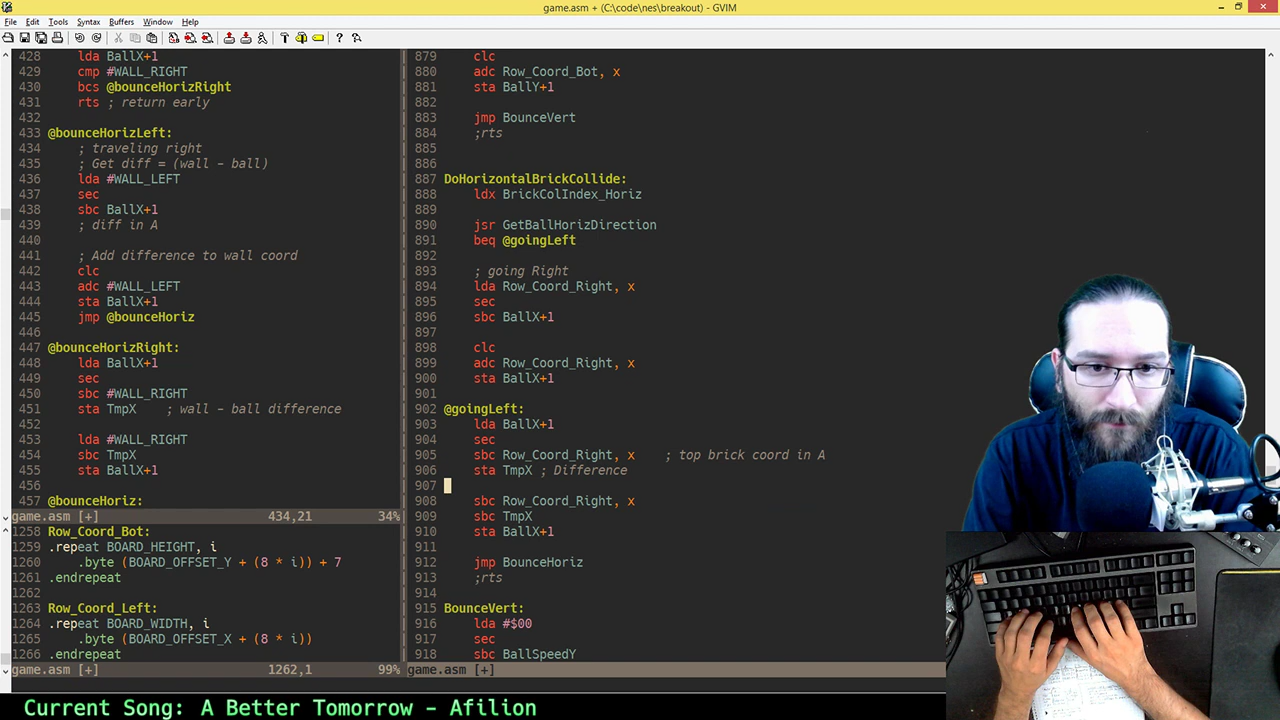 game.asm + (C:\code\nes\breakout) - GVIM
File Edit Tools Syntax Buffers Window Help
428 lda BallX+1
429 cmp #WALL_RIGHT
430 bcs @bounceHorizRight
431 rts ; return early
432
433 @bounceHorizLeft:
434 ; traveling right
435 ; Get diff = (wall - ball)
436 lda #WALL_LEFT
437 sec
438 sbc BallX+1
439 ; diff in A
440
441 ; Add difference to wall coord
442 clc
443 adc #WALL_LEFT
444 sta BallX+1
445 jmp @bounceHoriz
446
447 @bounceHorizRight:
448 lda BallX+1
449 sec
450 sbc #WALL_RIGHT
451 sta TmpX ; wall - ball difference
452
453 lda #WALL_RIGHT
454 sbc TmpX
455 sta BallX+1
456
457 @bounceHoriz:
game.asm [+] 434,21 34%
1258 Row_Coord_Bot:
1259 .repeat BOARD_HEIGHT, i
1260 .byte (BOARD_OFFSET_Y + (8 * i)) + 7
1261 .endrepeat
1262
1263 Row_Coord_Left:
1264 .repeat BOARD_WIDTH, i
1265 .byte (BOARD_OFFSET_X + (8 * i))
1266 .endrepeat
game.asm [+] 1262,1 99%
879 clc
880 adc Row_Coord_Bot, x
881 sta BallY+1
882
883 jmp BounceVert
884 ;rts
885
886
887 DoHorizontalBrickCollide:
888 ldx BrickColIndex_Horiz
889
890 jsr GetBallHorizDirection
891 beq @goingLeft
892
893 ; going Right
894 lda Row_Coord_Right, x
895 sec
896 sbc BallX+1
897
898 clc
899 adc Row_Coord_Right, x
900 sta BallX+1
901
902 @goingLeft:
903 lda BallX+1
904 sec
905 sbc Row_Coord_Right, x ; top brick coord in A
906 sta TmpX ; Difference
907
908 sbc Row_Coord_Right, x
909 sbc TmpX
910 sta BallX+1
911
912 jmp BounceHoriz
913 ;rts
914
915 BounceVert:
916 lda #$00
917 sec
918 sbc BallSpeedY
game.asm [+]
Current Song: A Better Tomorrow - Afilion